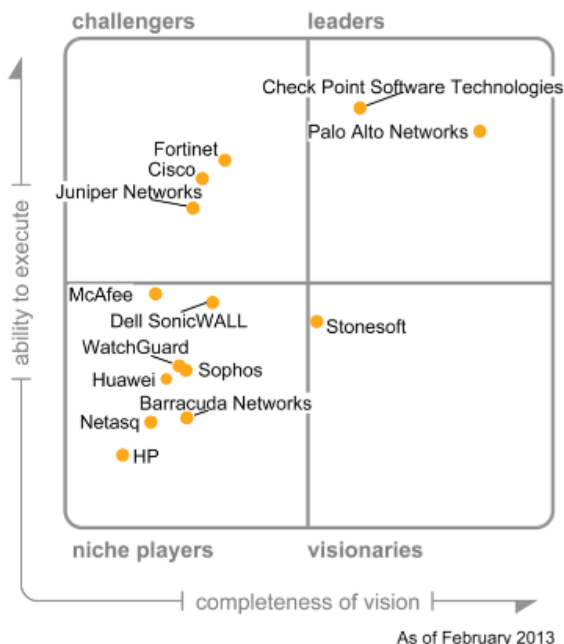 challengers
leaders
Check Point Software Technologies
Palo Alto Networks
Fortinet
Cisco
Juniper Networks
ability to execute
McAfee
Dell SonicWALL
Stonesoft
WatchGuard
Sophos
Huawei
Barracuda Networks
Netasq
HP
niche players
visionaries
completeness of vision
As of February 2013